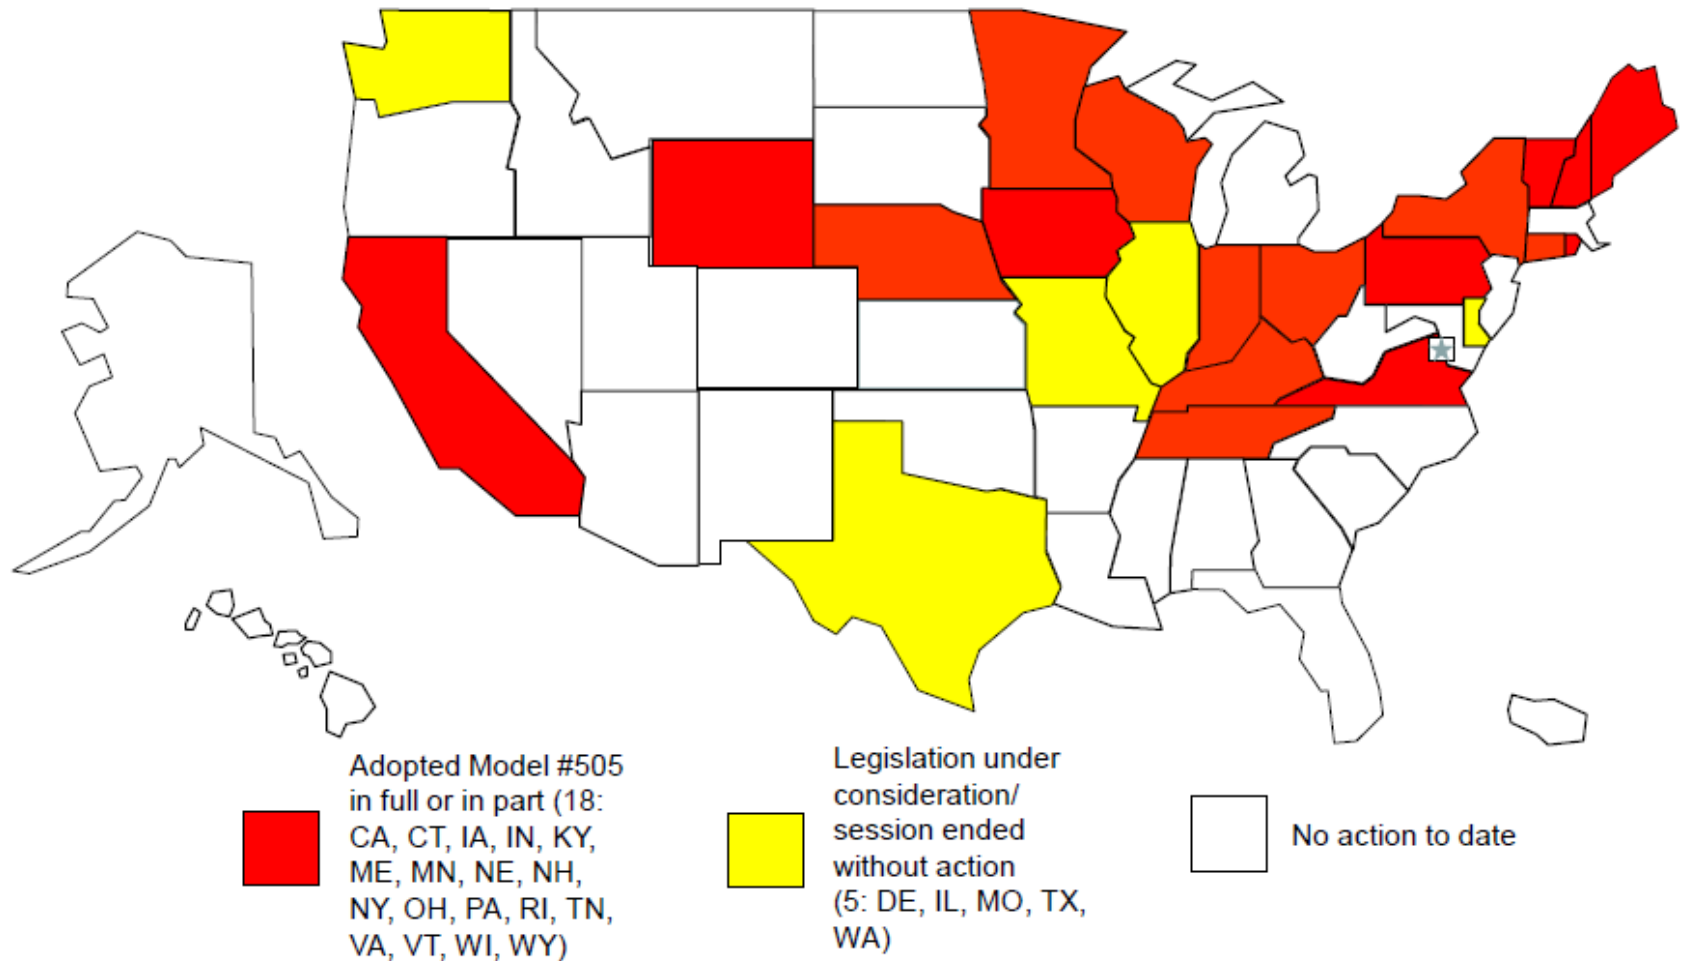 Adopted Model #505
in full or in part (18:
CA, CT, IA, IN, KY,
ME, MN, NE, NH,
NY, OH, PA, RI, TN,
VA, VT, WI, WY)
Legislation under
consideration/
session ended
without action
(5: DE, IL, MO, TX,
WA)
No action to date